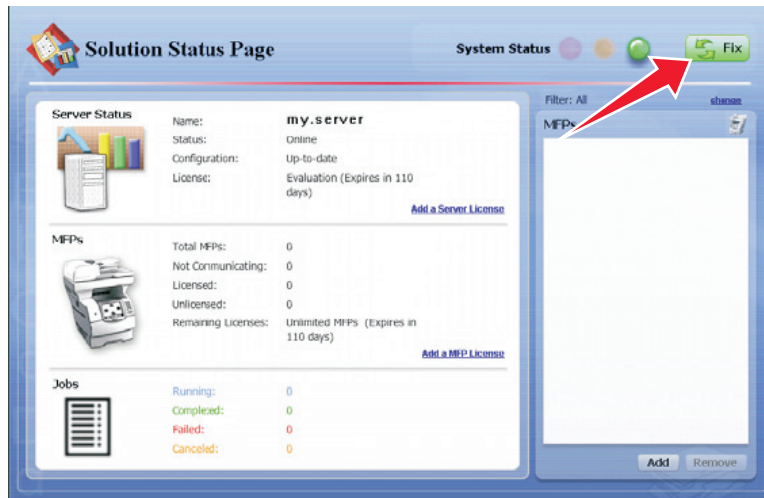 Solution Status Page
System Status
Fix
Filter: All
change
Server Status
Name: my.server
Status: Online
Configuration: Up-to-date
License: Evaluation (Expires in 110
days)
Add a Server License
MFPs
Total MFPs: 0
Not Communicating: 0
Licensed: 0
Unlicensed: 0
Remaining Licenses: Unlimited MFPs (Expires in
110 days)
Add a MFP License
Jobs
Running: 0
Completed: 0
Failed: 0
Canceled: 0
MFPs
Add
Remove